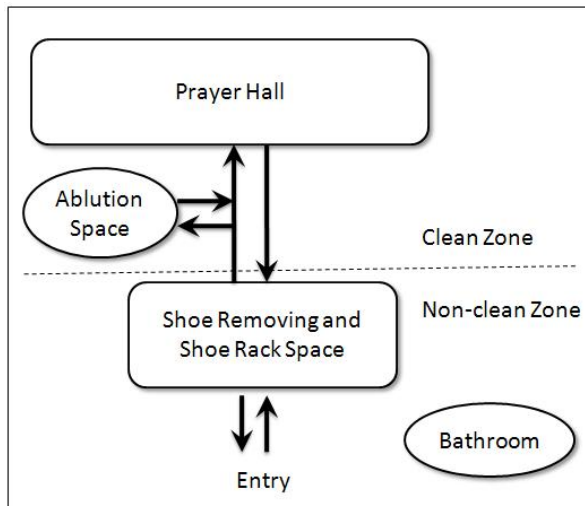 Prayer Hall
Ablution
Space
Clean Zone
Non-clean Zone
Shoe Removing and
Shoe Rack Space
Bathroom
Entry